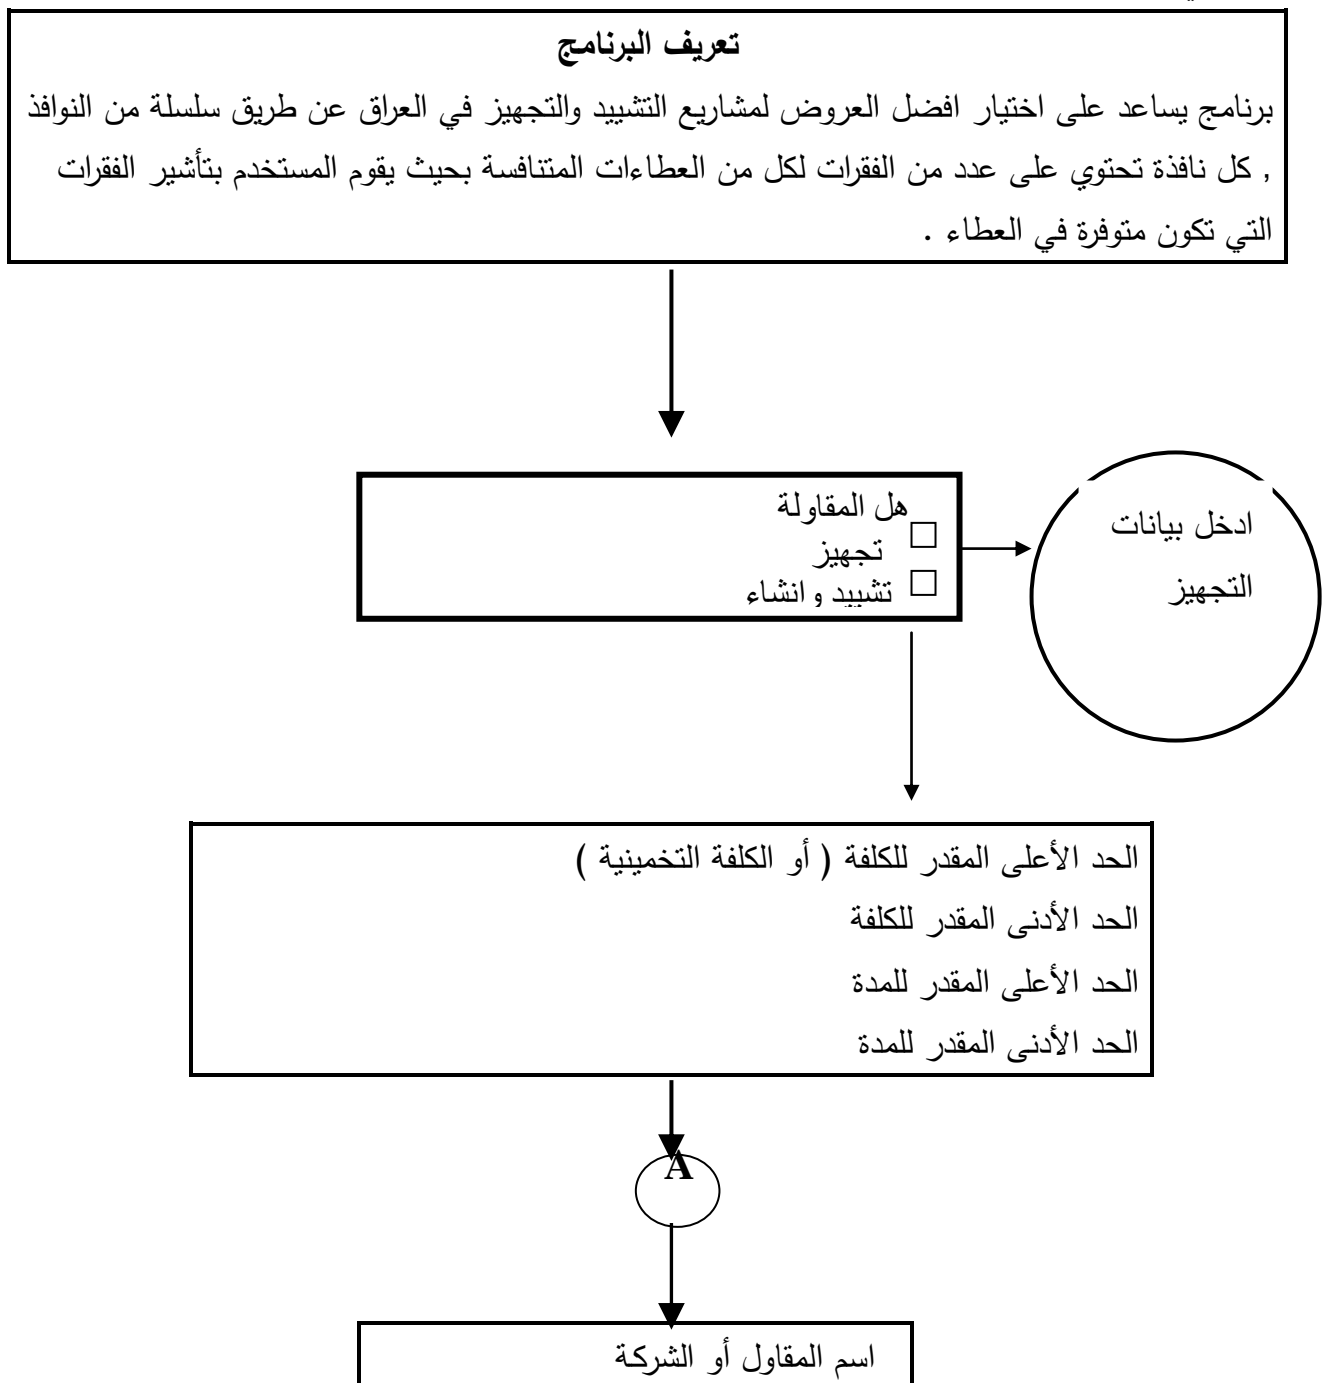 تعريف البرنامج
برنامج يساعد على اختيار افضل العروض لمشاريع التشييد والتجهيز في العراق عن طريق سلسلة من النوافذ
, كل نافذة تحتوي على عدد من الفقرات لكل من العطاءات المتنافسة بحيث يقوم المستخدم بتأشير الفقرات
التي تكون متوفرة في العطاء .
هل المقاولة
□ تجهيز
□ تشييد و انشاء
ادخل بيانات
التجهيز
الحد الأعلى المقدر للكلفة ( أو الكلفة التخمينية )
الحد الأدنى المقدر للكلفة
الحد الأعلى المقدر للمدة
الحد الأدنى المقدر للمدة
A
اسم المقاول أو الشركة